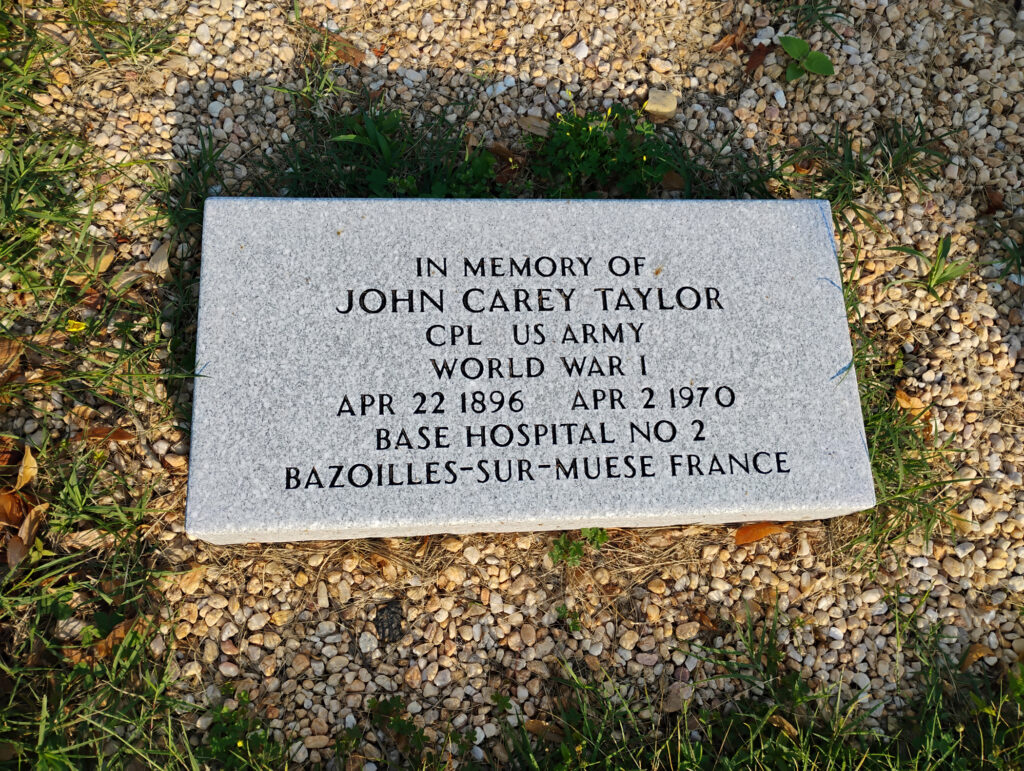 IN MEMORY OF
JOHN CAREY TAYLOR
CPL US ARMY
WORLD WAR I
APR 22 1896 APR 2 1970
BASE HOSPITAL NO 2
BAZOILLES-SUR-MUESE FRANCE